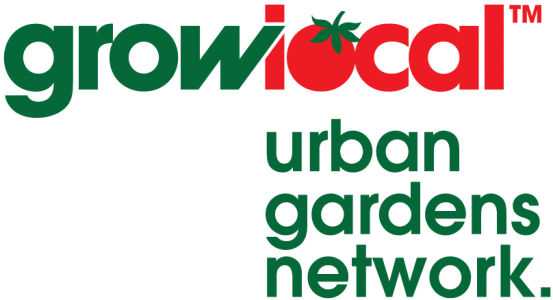 growlocal™
urban
gardens
network.